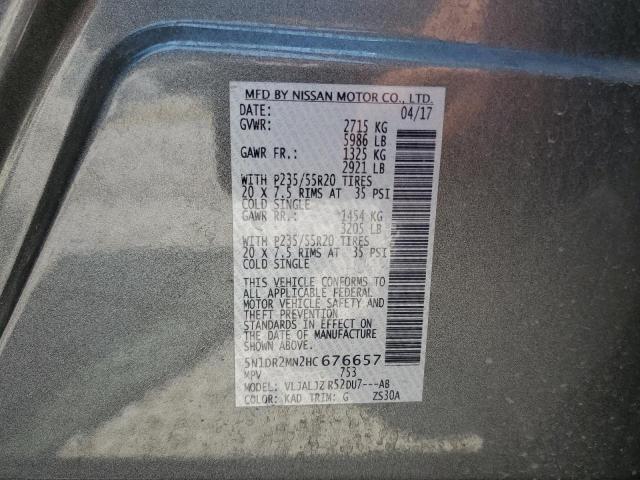 MFD BY NISSAN MOTOR CO., LTD.
DATE: 04/17
GVWR: 2715 KG
5986 LB
GAWR FR.: 1325 KG
2921 LB
WITH P235/55R20 TIRES
20 X 7.5 RIMS AT 35 PSI
COLD SINGLE
GAWR RR.: 1454 KG
3205 LB
WITH P235/55R20 TIRES
20 X 7.5 RIMS AT 35 PSI
COLD SINGLE
THIS VEHICLE CONFORMS TO
ALL APPLICABLE FEDERAL
MOTOR VEHICLE SAFETY AND
THEFT PREVENTION
STANDARDS IN EFFECT ON
THE DATE OF MANUFACTURE
SHOWN ABOVE.
5N1DR2MN2HC676657
MPV 753
MODEL: VLJALJZ R52DU7---AB
COLOR: KAD TRIM: G ZS30A